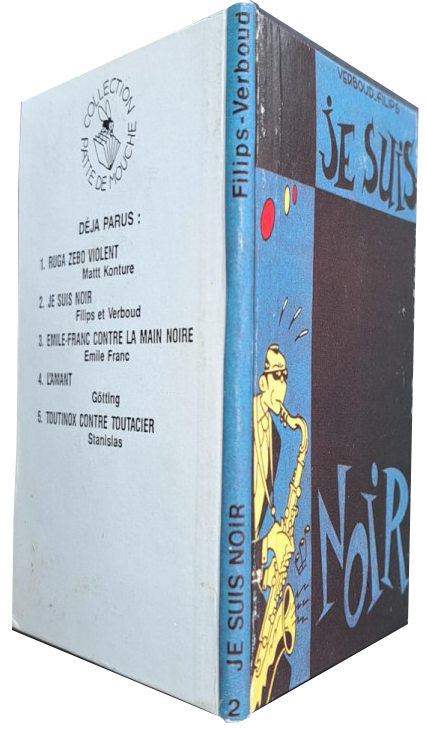 COLLECTION
PATTE DE MOUCHE
DÉJA PARUS :
1. RUGA ZEBO VIOLENT
Mattt Konture
2. JE SUIS NOIR
Filips et Verboud
3. EMILE-FRANC CONTRE LA MAIN NOIRE
Emile Franc
4. L'AMANT
Götting
5. TOUTINOX CONTRE TOUTACIER
Stanislas
Filips-Verboud
JE SUIS NOIR
2
VERBOUD-FILIPS
JE SUiS
NOiR